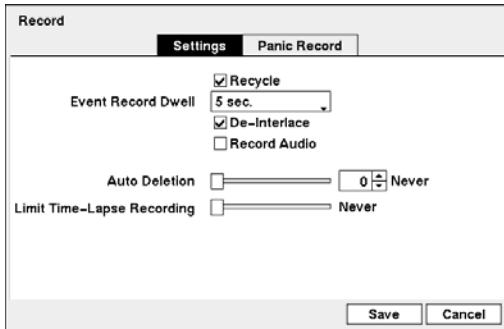 Record
Settings Panic Record
Recycle
Event Record Dwell 5 sec.
De-Interlace
Record Audio
Auto Deletion 0 Never
Limit Time-Lapse Recording Never
Save Cancel